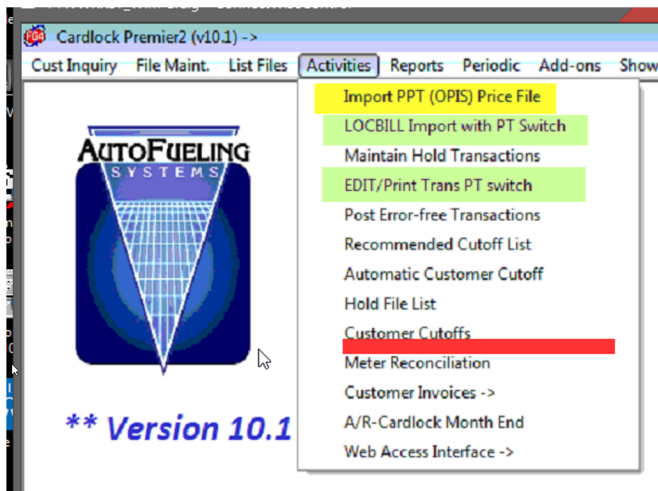 Cardlock Premier2 (v10.1) ->
Cust Inquiry File Maint. List Files Activities Reports Periodic Add-ons Show
Import PPT (OPIS) Price File
LOCBILL Import with PT Switch
Maintain Hold Transactions
EDIT/Print Trans PT switch
Post Error-free Transactions
Recommended Cutoff List
Automatic Customer Cutoff
Hold File List
Customer Cutoffs
Meter Reconciliation
Customer Invoices ->
A/R-Cardlock Month End
Web Access Interface ->
AUTOFUELING
SYSTEMS
** Version 10.1